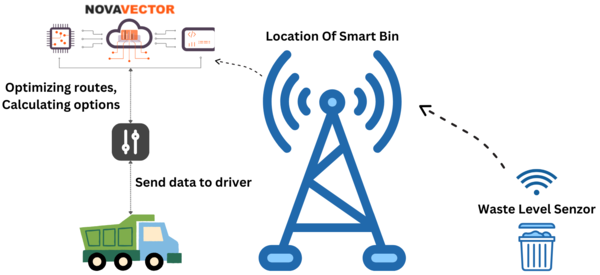 NOVAVECTOR
Location Of Smart Bin
Optimizing routes,
Calculating options
Send data to driver
Waste Level Senzor